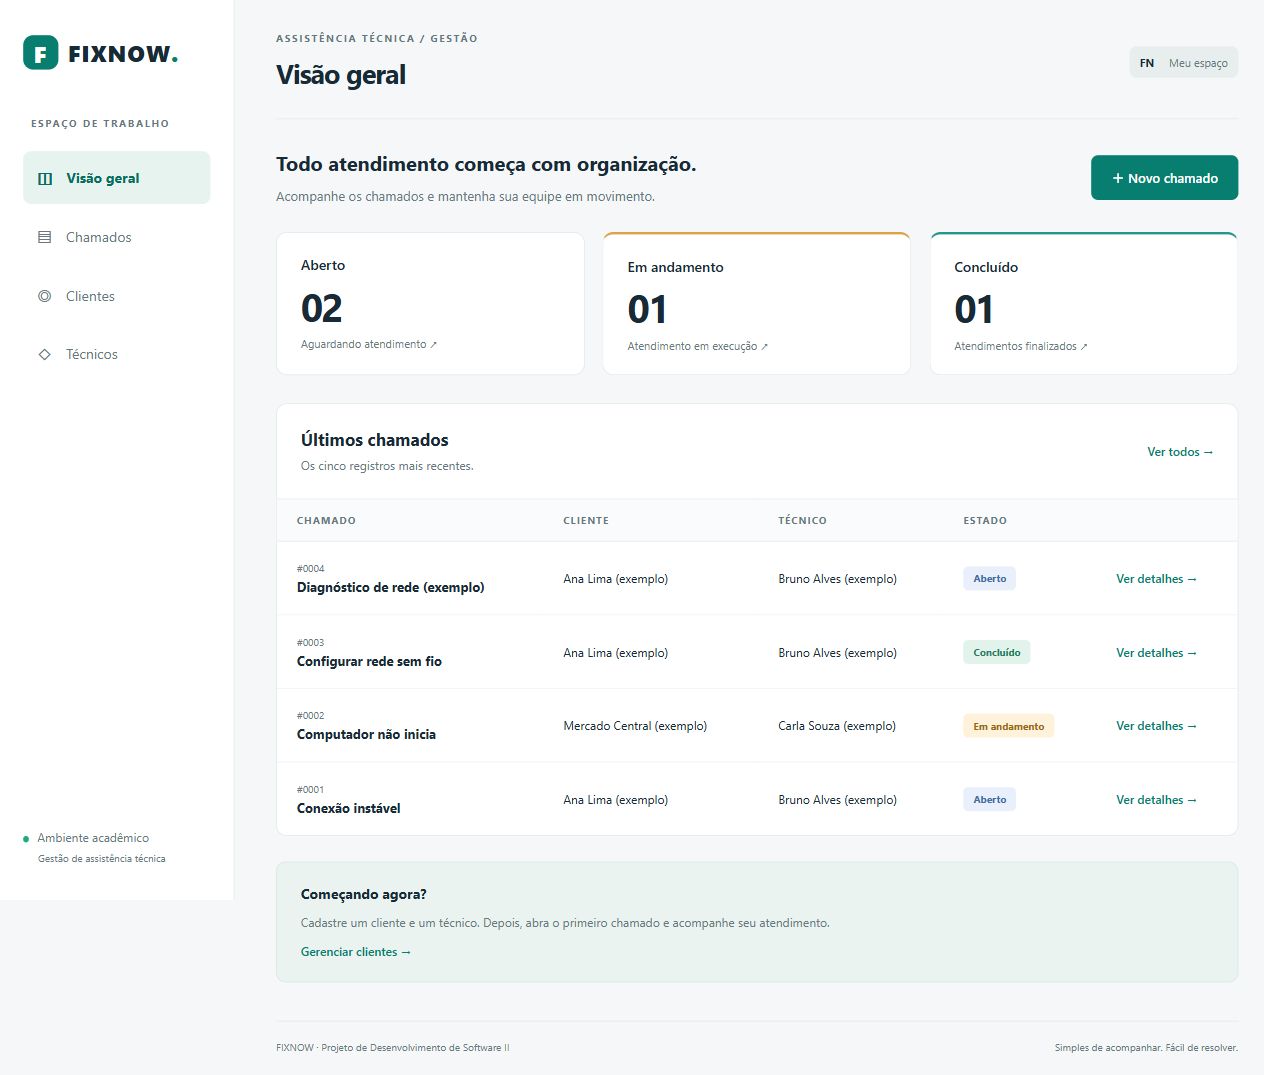 F FIXNOW.
ESPAÇO DE TRABALHO
Visão geral
Chamados
Clientes
Técnicos
Ambiente acadêmico
Gestão de assistência técnica
ASSISTÊNCIA TÉCNICA / GESTÃO
Visão geral
FN Meu espaço
Todo atendimento começa com organização.
Acompanhe os chamados e mantenha sua equipe em movimento.
+ Novo chamado
Aberto
02
Aguardando atendimento ↗
Em andamento
01
Atendimento em execução ↗
Concluído
01
Atendimentos finalizados ↗
Últimos chamados
Os cinco registros mais recentes.
Ver todos →
CHAMADO CLIENTE TÉCNICO ESTADO
#0004
Diagnóstico de rede (exemplo) Ana Lima (exemplo) Bruno Alves (exemplo) Aberto Ver detalhes →
#0003
Configurar rede sem fio Ana Lima (exemplo) Bruno Alves (exemplo) Concluído Ver detalhes →
#0002
Computador não inicia Mercado Central (exemplo) Carla Souza (exemplo) Em andamento Ver detalhes →
#0001
Conexão instável Ana Lima (exemplo) Bruno Alves (exemplo) Aberto Ver detalhes →
Começando agora?
Cadastre um cliente e um técnico. Depois, abra o primeiro chamado e acompanhe seu atendimento.
Gerenciar clientes →
FIXNOW · Projeto de Desenvolvimento de Software II
Simples de acompanhar. Fácil de resolver.